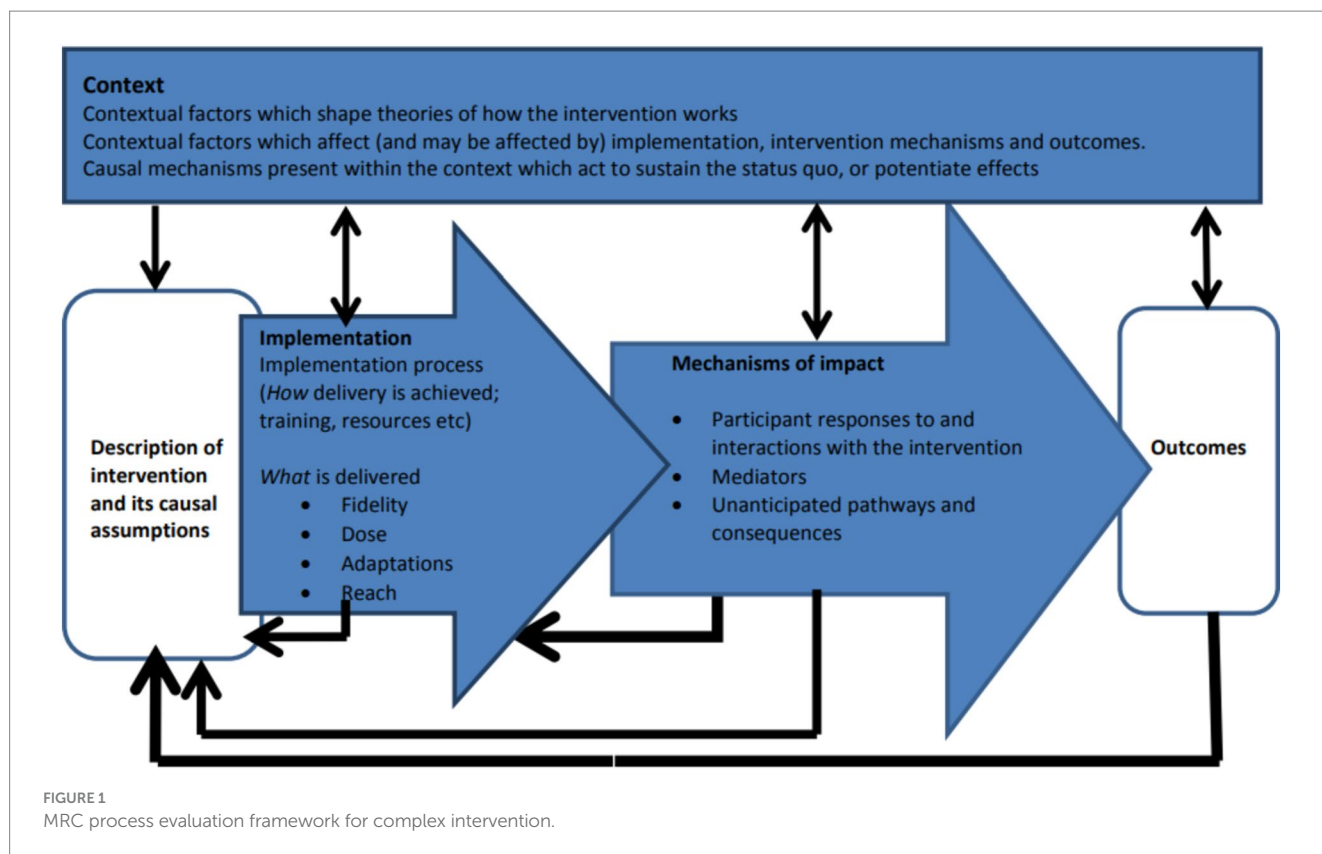 Context
Contextual factors which shape theories of how the intervention works
Contextual factors which affect (and may be affected by) implementation, intervention mechanisms and outcomes.
Causal mechanisms present within the context which act to sustain the status quo, or potentiate effects
Description of
intervention
and its causal
assumptions
Implementation
Implementation process
(How delivery is achieved;
training, resources etc)
What is delivered
• Fidelity
• Dose
• Adaptations
• Reach
Mechanisms of impact
• Participant responses to and
interactions with the intervention
• Mediators
• Unanticipated pathways and
consequences
Outcomes
FIGURE 1
MRC process evaluation framework for complex intervention.